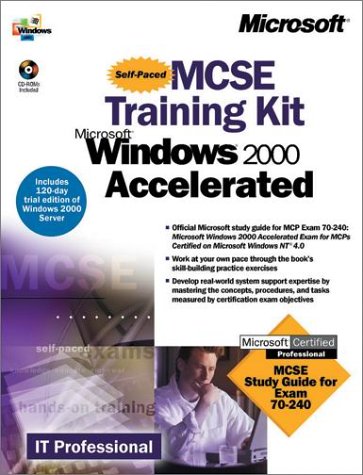 Microsoft
Windows
CD-ROMs
Included
Self-Paced
MCSE
Training Kit
Microsoft
Windows 2000
Accelerated
Includes
120-day
trial edition of
Windows 2000
Server
• Official Microsoft study guide for MCP Exam 70-240:
Microsoft Windows 2000 Accelerated Exam for MCPs
Certified on Microsoft Windows NT® 4.0
• Work at your own pace through the book's
skill-building practice exercises
• Develop real-world system support expertise by
mastering the concepts, procedures, and tasks
measured by certification exam objectives
MCSE
self-paced
exams
hands-on training
Microsoft Certified
Professional
MCSE
Study Guide for
Exam
70-240
IT Professional